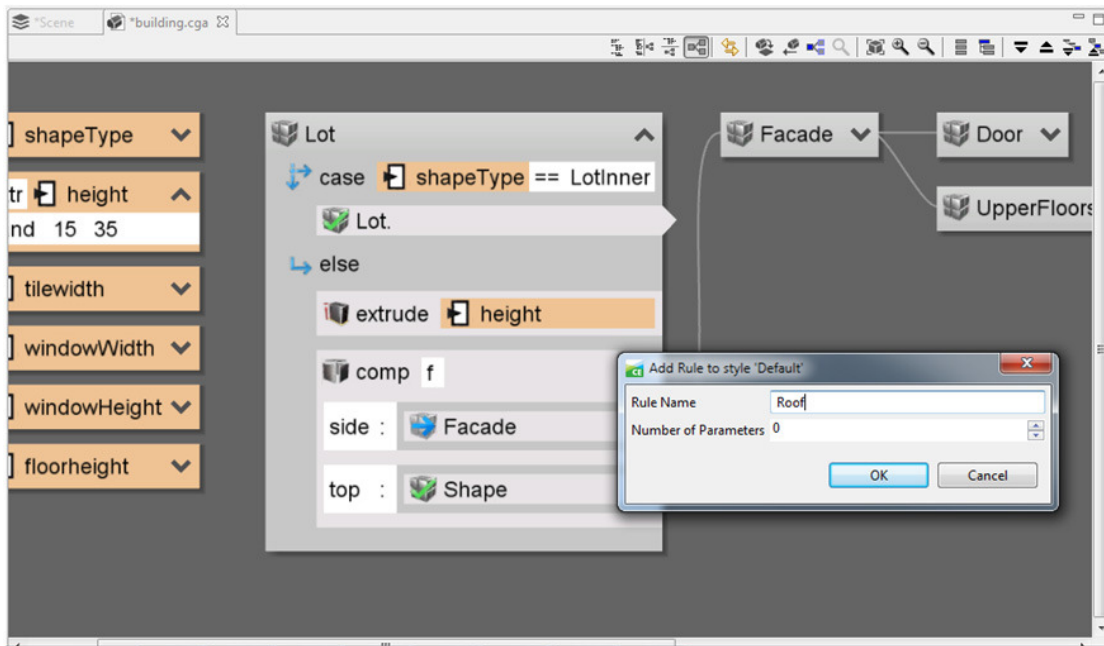 *Scene
*building.cga
shapeType
height
nd 15 35
tilewidth
windowWidth
windowHeight
floorheight
Lot
case shapeType == LotInner
Lot.
else
extrude height
comp f
side : Facade
top : Shape
Facade
Door
UpperFloors
Add Rule to style 'Default'
Rule Name Roof
Number of Parameters 0
OK Cancel